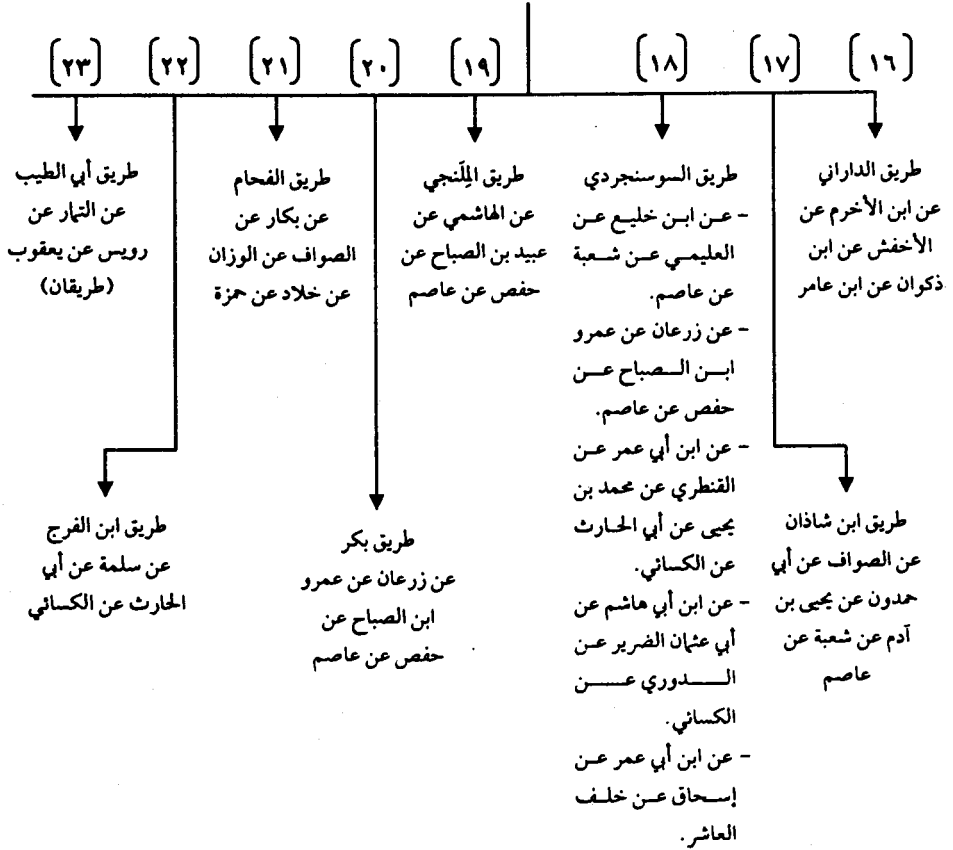 [١٦] [١٧] [١٨] [١٩] [٢٠] [٢١] [٢٢] [٢٣]
طريق الداراني
عن ابن الأخرم عن
الأخفش عن ابن
ذكوان عن ابن عامر
طريق ابن شاذان
عن الصواف عن أبي
حمدون عن يحيى بن
آدم عن شعبة عن
عاصم
طريق السوسنجردي
- عن ابن خليع عن
العليمي عن شعبة
عن عاصم.
- عن زرعان عن عمرو
ابن الصباح عن
حفص عن عاصم.
- عن ابن أبي عمر عن
القنطري عن محمد بن
يحيى عن أبي الحارث
عن الكسائي.
- عن ابن أبي هاشم عن
أبي عثمان الضرير عن
الدوري عن
الكسائي.
- عن ابن أبي عمر عن
إسحاق عن خلف
العاشر.
طريق المِلَنجي
عن الهاشمي عن
عبيد بن الصباح عن
حفص عن عاصم
طريق بكر
عن زرعان عن عمرو
ابن الصباح عن
حفص عن عاصم
طريق الفحام
عن بكار عن
الصواف عن الوزان
عن خلاد عن حمزة
طريق ابن الفرج
عن سلمة عن أبي
الحارث عن الكسائي
طريق أبي الطيب
عن التمار عن
رويس عن يعقوب
(طريقان)